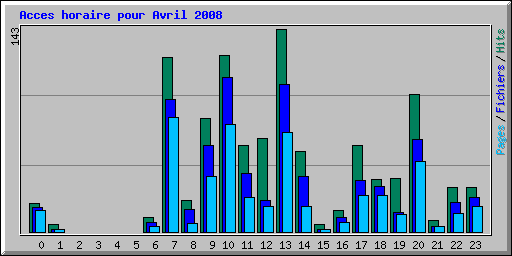 Acces horaire pour Avril 2008
143
Pages / Fichiers / Hits
0 1 2 3 4 5 6 7 8 9 10 11 12 13 14 15 16 17 18 19 20 21 22 23